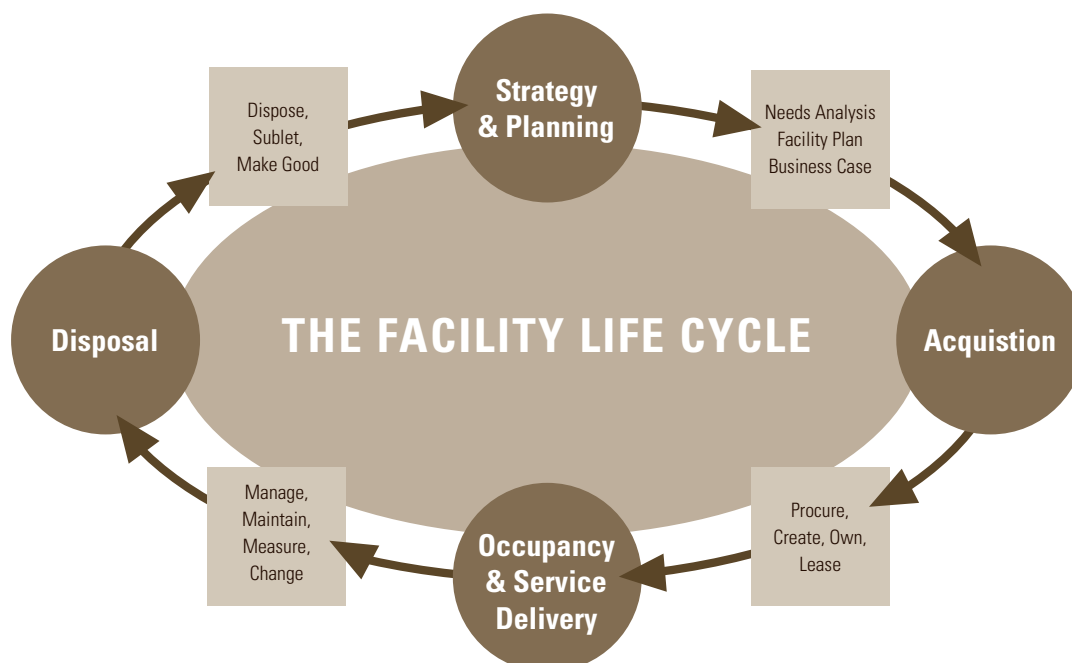 Strategy
& Planning
Dispose,
Sublet,
Make Good
Needs Analysis
Facility Plan
Business Case
THE FACILITY LIFE CYCLE
Disposal
Acquistion
Manage,
Maintain,
Measure,
Change
Occupancy
& Service
Delivery
Procure,
Create, Own,
Lease